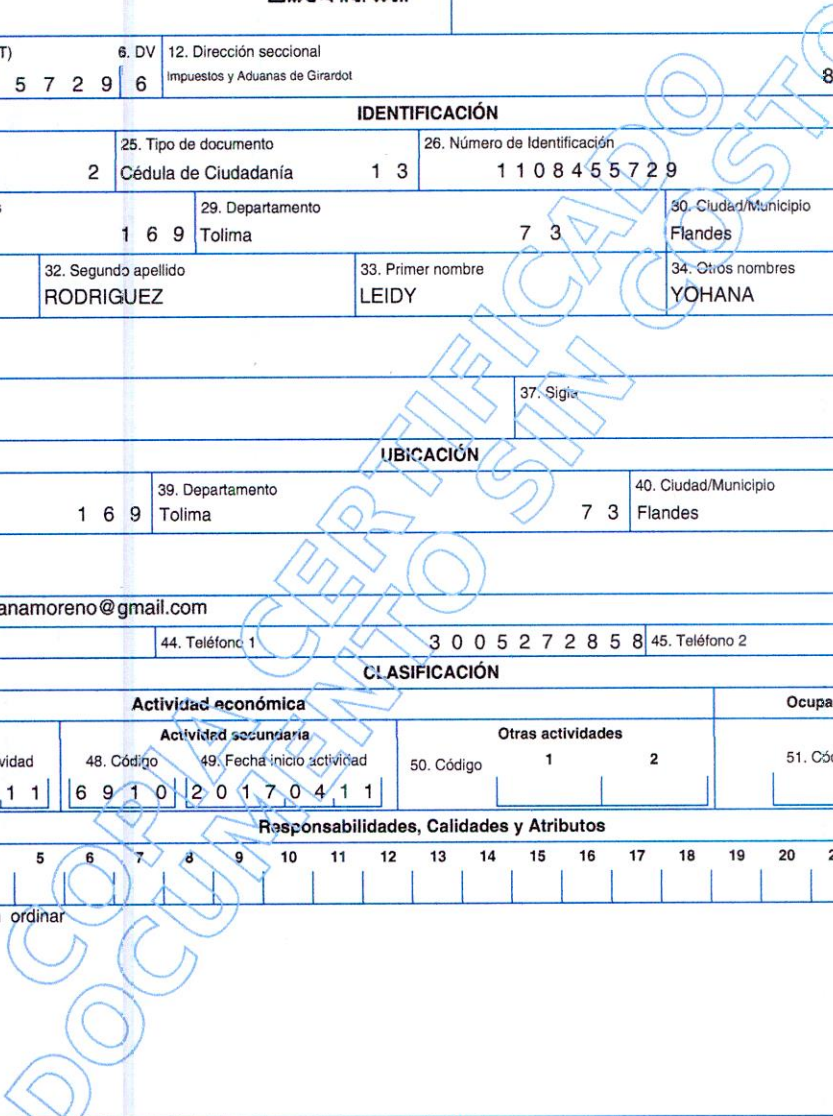 T) 6. DV 12. Dirección seccional
5 7 2 9 6 Impuestos y Aduanas de Girardot 8
IDENTIFICACIÓN
25. Tipo de documento 26. Número de Identificación
2 Cédula de Ciudadanía 1 3 1 1 0 8 4 5 5 7 2 9
29. Departamento 30. Ciudad/Municipio
1 6 9 Tolima 7 3 Flandes
32. Segundo apellido 33. Primer nombre 34. Otros nombres
RODRIGUEZ LEIDY YOHANA
37. Sigla
UBICACIÓN
39. Departamento 40. Ciudad/Municipio
1 6 9 Tolima 7 3 Flandes
anamoreno@gmail.com
44. Teléfono 1 3 0 0 5 2 7 2 8 5 8 45. Teléfono 2
CLASIFICACIÓN
Actividad económica Ocupa
Actividad secundaria Otras actividades
vidad 48. Código 49. Fecha inicio actividad 50. Código 1 2 51. Cód
1 1 6 9 1 0 2 0 1 7 0 4 1 1
Responsabilidades, Calidades y Atributos
5 6 7 8 9 10 11 12 13 14 15 16 17 18 19 20 2
ordinar
COPIA CERTIFICADO
DOCUMENTO SIN COSTO